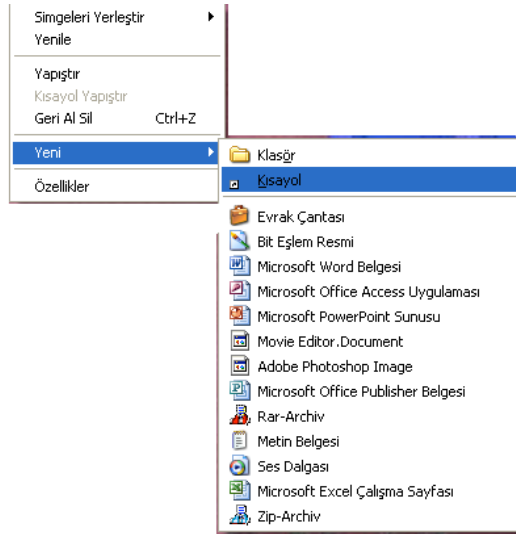 Simgeleri Yerleştir
Yenile
Yapıştır
Kısayol Yapıştır
Geri Al Sil Ctrl+Z
Yeni
Özellikler
Klasör
Kısayol
Evrak Çantası
Bit Eşlem Resmi
Microsoft Word Belgesi
Microsoft Office Access Uygulaması
Microsoft PowerPoint Sunusu
Movie Editor.Document
Adobe Photoshop Image
Microsoft Office Publisher Belgesi
Rar-Archiv
Metin Belgesi
Ses Dalgası
Microsoft Excel Çalışma Sayfası
Zip-Archiv